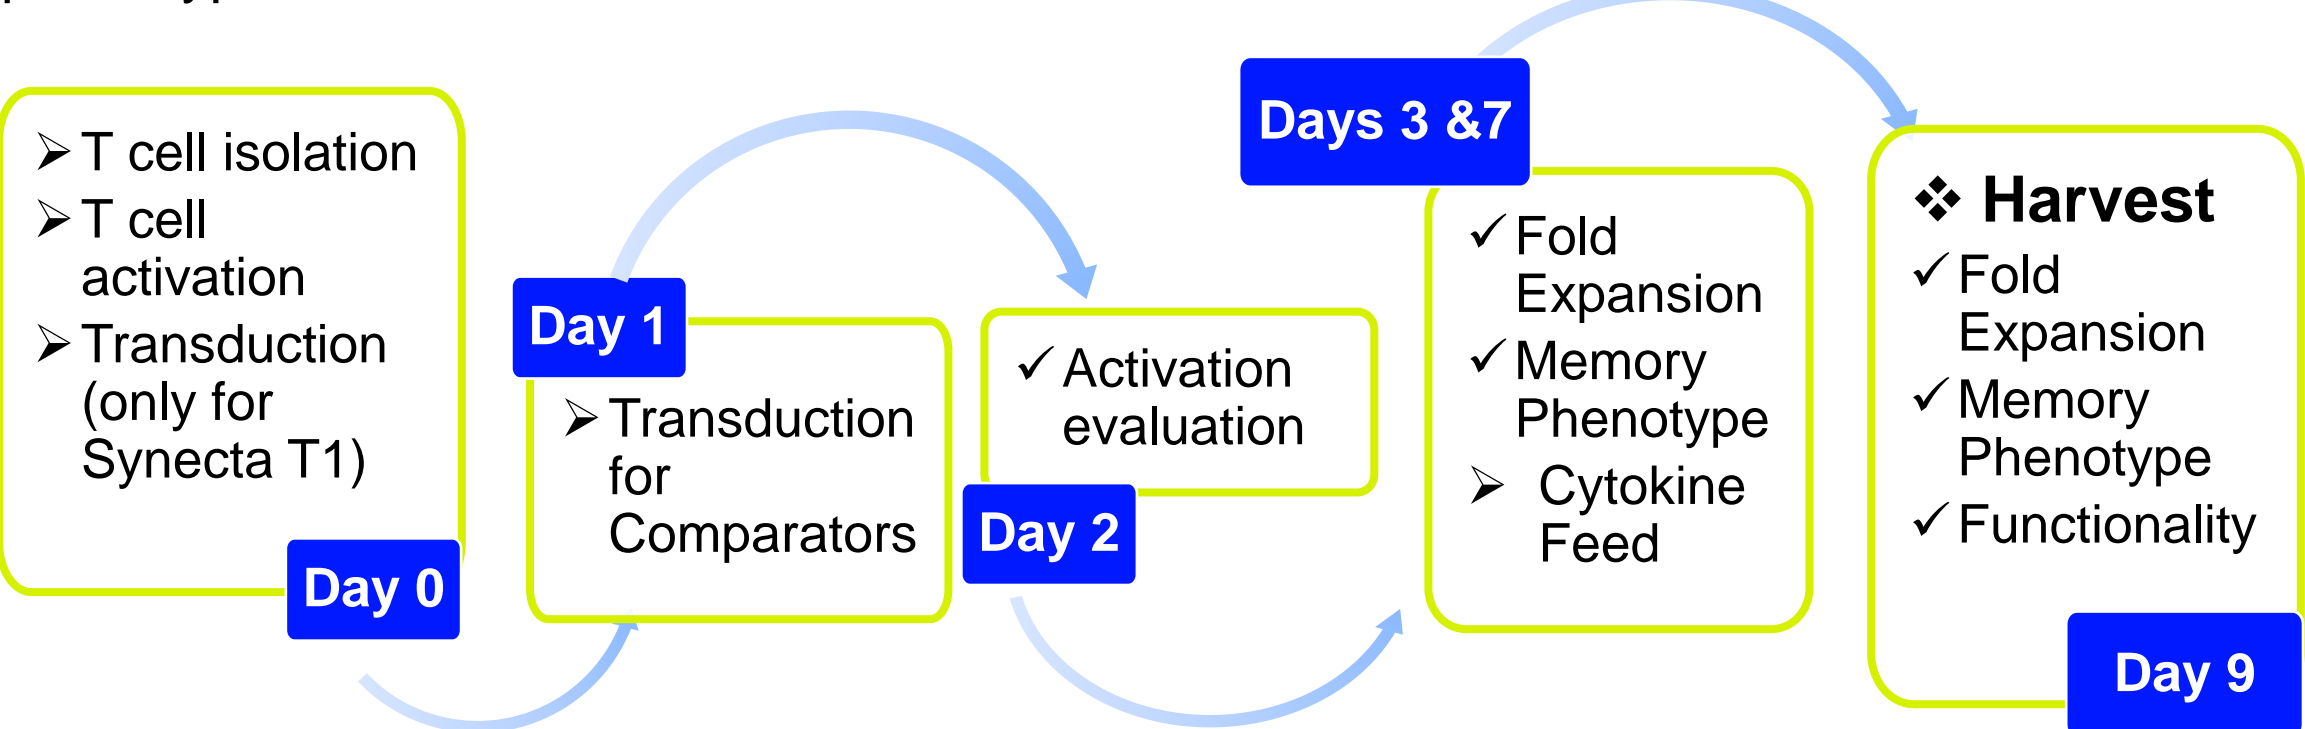 T cell isolation
T cell
activation
Transduction
(only for
Synecta T1)
Day 0
Day 1
Transduction
for
Comparators
Activation
evaluation
Day 2
Days 3 &7
Fold
Expansion
Memory
Phenotype
Cytokine
Feed
Harvest
Fold
Expansion
Memory
Phenotype
Functionality
Day 9